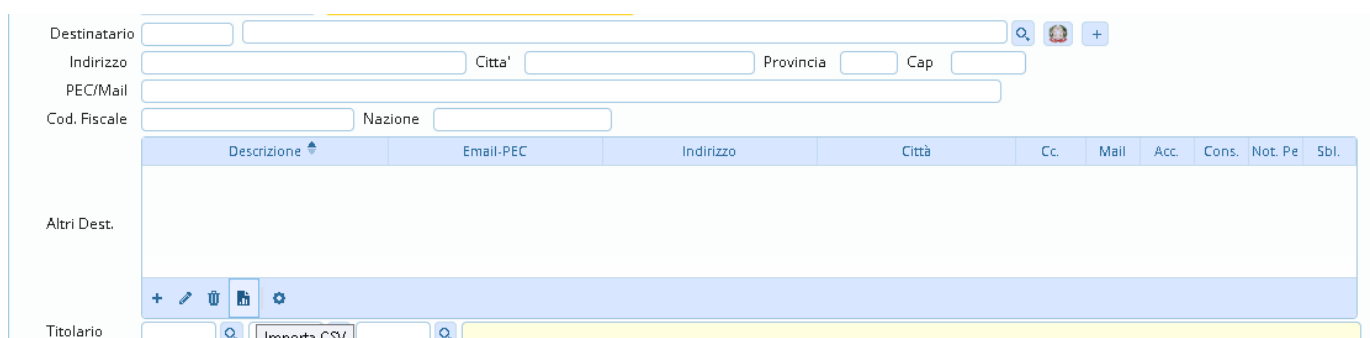 Destinatario
Indirizzo Citta' Provincia Cap
PEC/Mail
Cod. Fiscale Nazione
Descrizione Email-PEC Indirizzo Città Cc. Mail Acc. Cons. Not. Pe Sbl.
Altri Dest.
Titolario Importa CSV